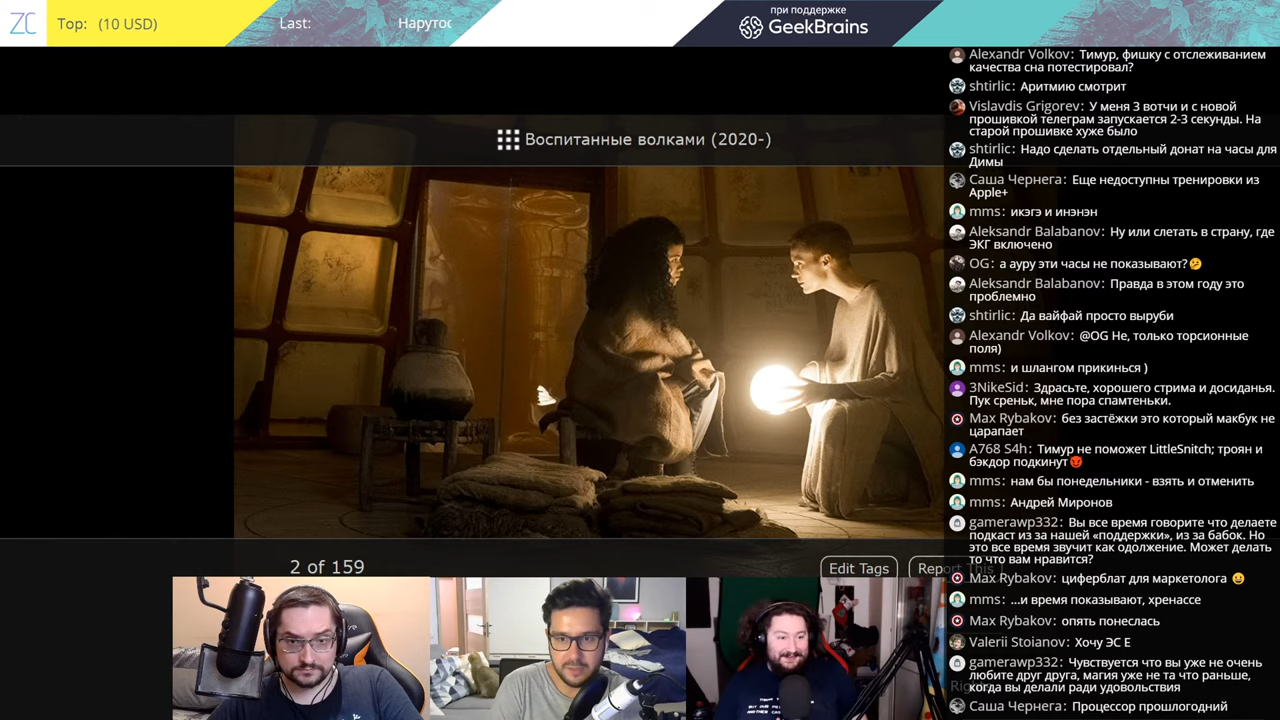 ZC
Top: (10 USD)
Last:
Наруто
при поддержке
GeekBrains
Воспитанные волками (2020-)
2 of 159
Edit Tags
Report This
Alexandr Volkov: Тимур, фишку с отслеживанием
качества сна потестировал?
shtirlic: Аритмию смотрит
Vislavdis Grigorev: У меня 3 вотчи и с новой
прошивкой телеграм запускается 2-3 секунды. На
старой прошивке хуже было
shtirlic: Надо сделать отдельный донат на часы для
Димы
Саша Чернега: Еще недоступны тренировки из
Apple+
mms: икэгэ и инэнэн
Aleksandr Balabanov: Ну или слетать в страну, где
ЭКГ включено
OG: а ауру эти часы не показывают?🤔
Aleksandr Balabanov: Правда в этом году это
проблемно
shtirlic: Да вайфай просто выруби
Alexandr Volkov: @OG Не, только торсионные
поля)
mms: и шлангом прикинься )
3NikeSid: Здрасьте, хорошего стрима и досиданья.
Пук среньк, мне пора спамтеньки.
Max Rybakov: без застёжки это который макбук не
царапает
A768 S4h: Тимур не поможет LittleSnitch; троян и
бэкдор подкинут😈
mms: нам бы понедельники - взять и отменить
mms: Андрей Миронов
gamerawp332: Вы все время говорите что делаете
подкаст из за нашей «поддержки», из за бабок. Но
это все время звучит как одолжение. Может делать
то что вам нравится?
Max Rybakov: циферблат для маркетолога 😀
mms: ...и время показывают, хренассе
Max Rybakov: опять понеслась
Valerii Stoianov: Хочу ЭС Е
gamerawp332: Чувствуется что вы уже не очень
любите друг друга, магия уже не та что раньше,
когда вы делали ради удовольствия
Саша Чернега: Процессор прошлогодний